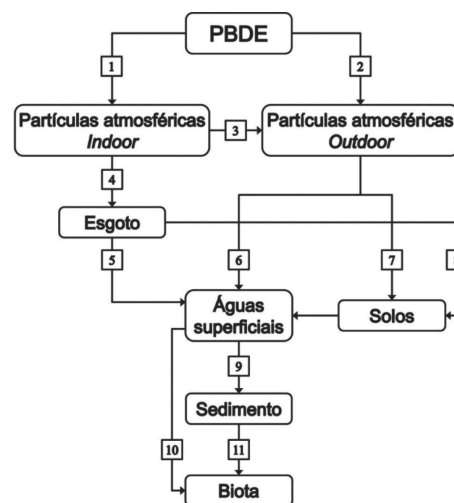 PBDE
1
2
Partículas atmosféricas
Indoor
3
Partículas atmosféricas
Outdoor
4
Esgoto
5
6
7
Águas
superficiais
Solos
9
Sedimento
10
11
Biota